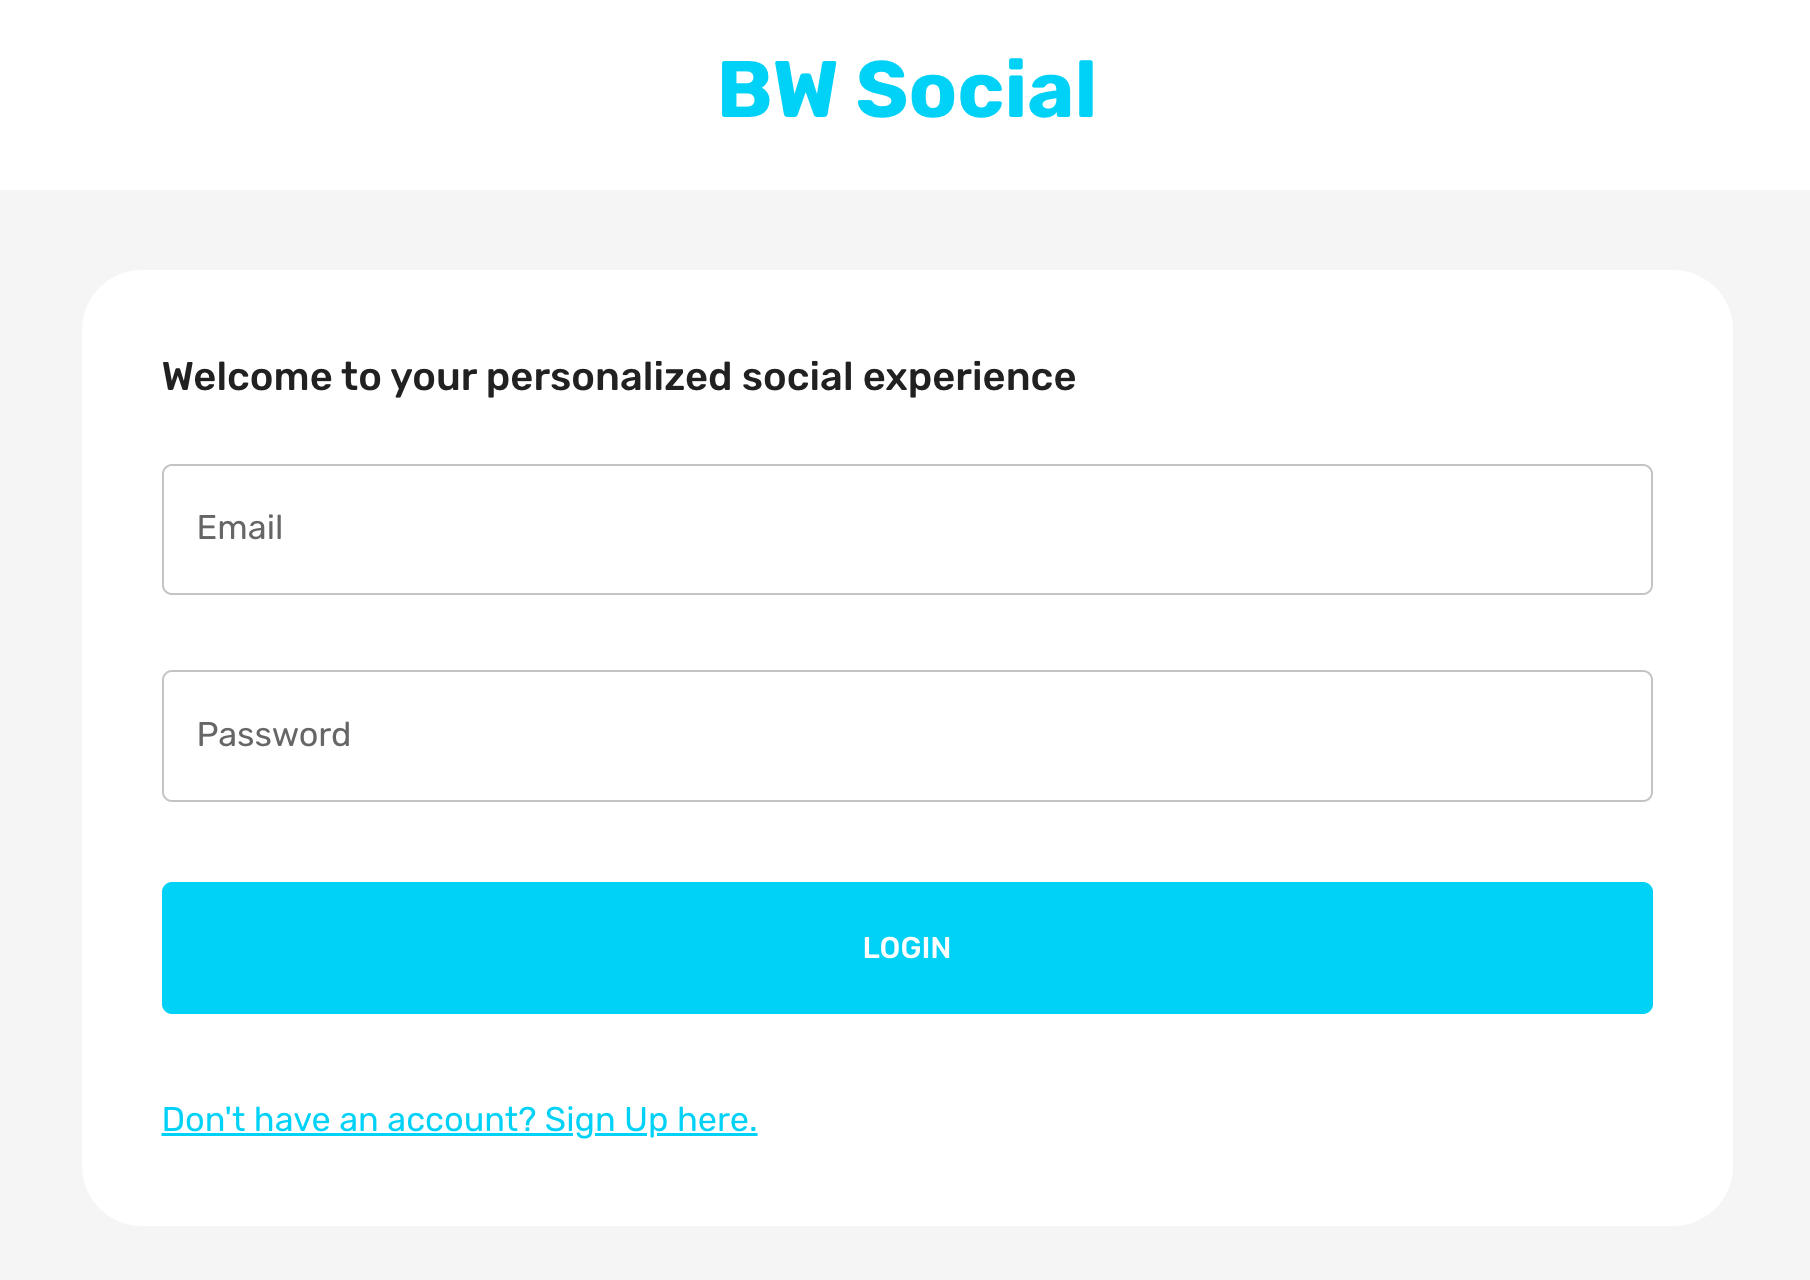 BW Social
Welcome to your personalized social experience
Email
Password
LOGIN
Don't have an account? Sign Up here.